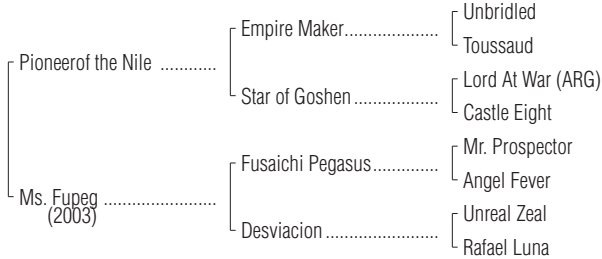 Unbridled
Empire Maker.....................
Toussaud
Pioneerof the Nile ............
Lord At War (ARG)
Star of Goshen ...................
Castle Eight
Mr. Prospector
Fusaichi Pegasus...............
Angel Fever
Ms. Fupeg ........................
(2003)
Unreal Zeal
Desviacion .........................
Rafael Luna